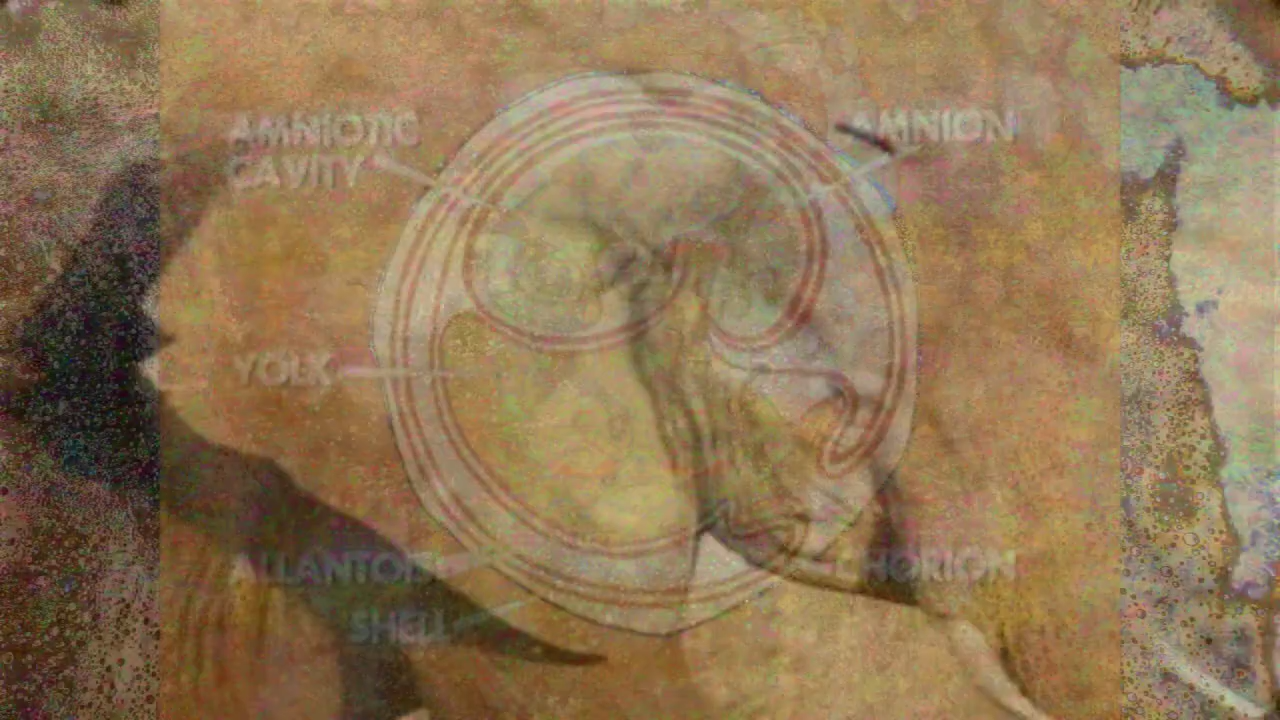 AMNIOTIC
CAVITY
AMNION
YOLK
ALLANTOIS
CHORION
SHELL